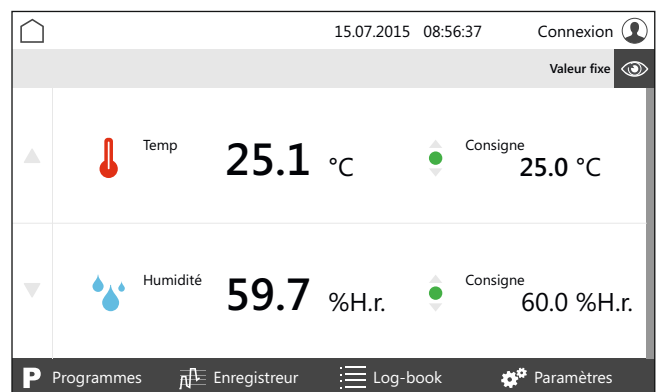 15.07.2015 08:56:37 Connexion
Valeur fixe
Temp 25.1 °C Consigne 25.0 °C
Humidité 59.7 %H.r. Consigne 60.0 %H.r.
P Programmes Enregistreur Log-book Paramètres